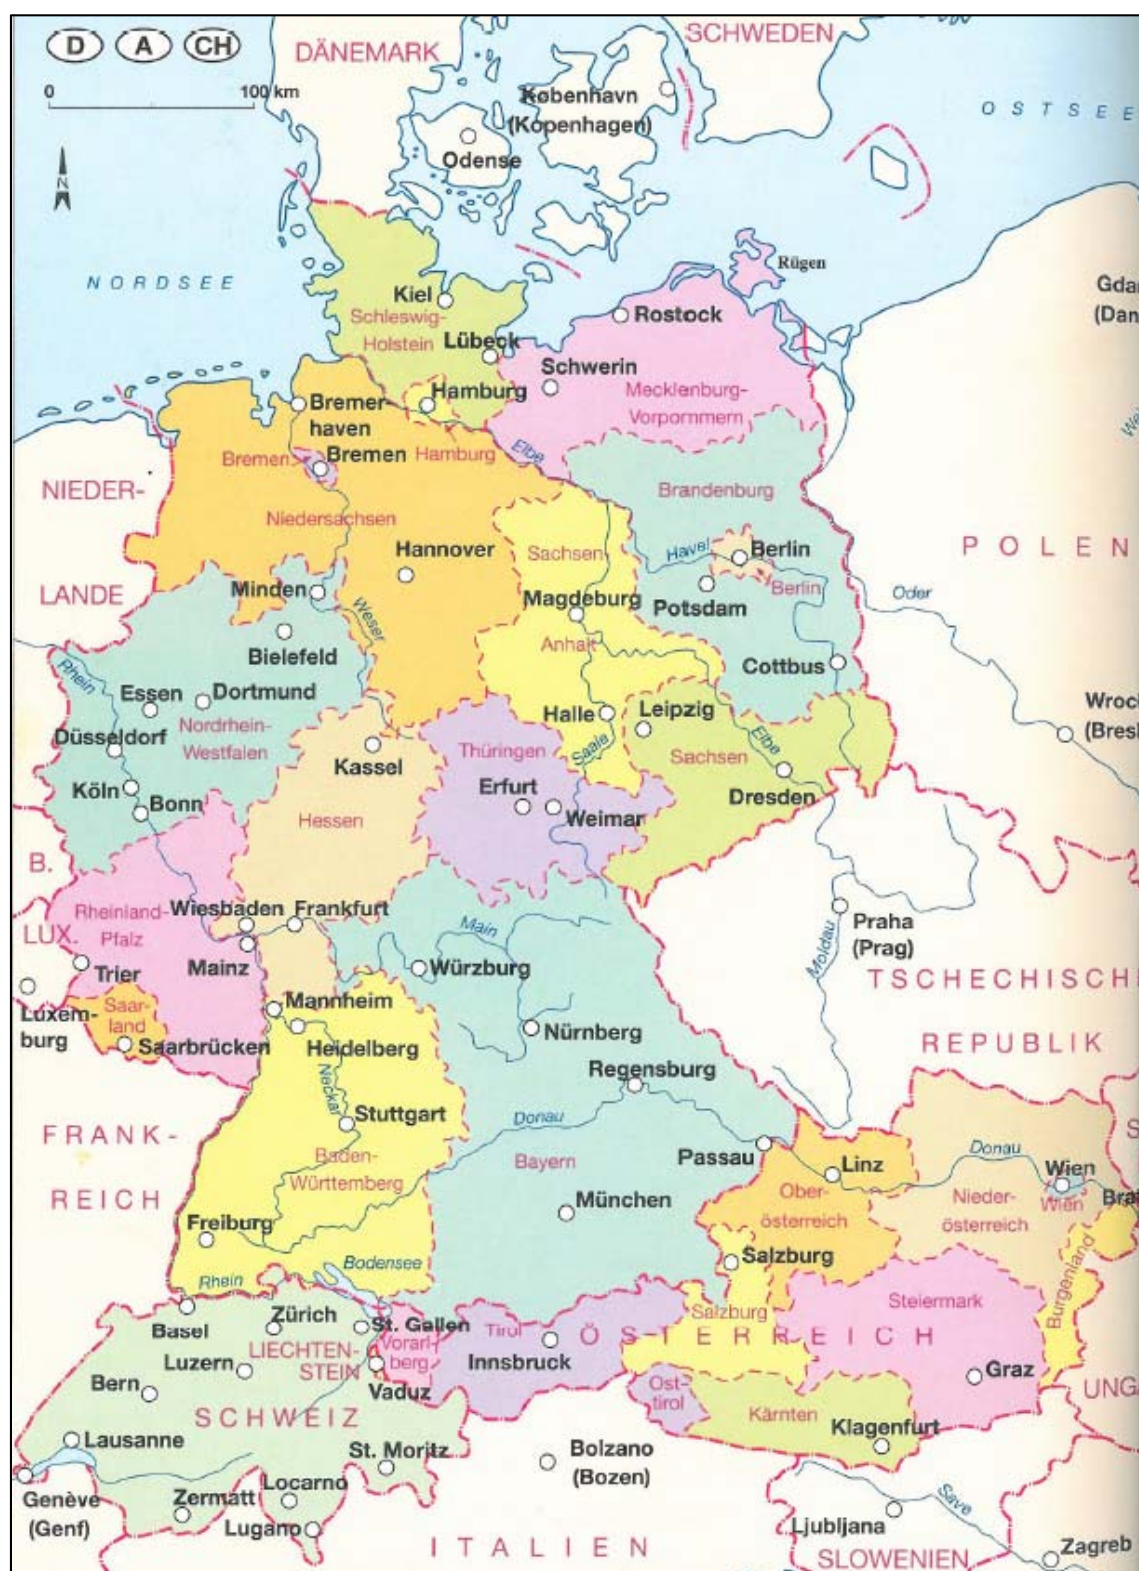 D A CH
0 100 km
N
DÄNEMARK
SCHWEDEN
København
(Kopenhagen)
Odense
OSTSEE
NORDSEE
Rügen
Kiel
Schleswig-
Holstein
Lübeck
Rostock
Schwerin
Mecklenburg-
Vorpommern
Gda
(Dan
Hamburg
Hamburg
Bremer-
haven
Bremen
Bremen
Elbe
NIEDER-
LANDE
Niedersachsen
Hannover
Brandenburg
Sachsen
Anhalt
Havel
Berlin
Berlin
Potsdam
POLEN
Oder
Minden
Weser
Magdeburg
Bielefeld
Cottbus
Rhein
Essen
Dortmund
Nordrhein-
Westfalen
Düsseldorf
Halle
Leipzig
Saale
Elbe
Sachsen
Dresden
Wroc
(Bresl
Köln
Bonn
Kassel
Hessen
Thüringen
Erfurt
Weimar
B.
LUX.
Rheinland-
Pfalz
Wiesbaden
Frankfurt
Mainz
Trier
Main
Würzburg
Praha
(Prag)
Moldau
TSCHECHISCHE
REPUBLIK
Luxem-
burg
Saar-
land
Saarbrücken
Mannheim
Heidelberg
Neckar
Nürnberg
Regensburg
Stuttgart
Donau
FRANK-
REICH
Baden-
Württemberg
Bayern
Passau
Linz
Donau
Wien
Wien
Brat
S
München
Ober-
österreich
Nieder-
österreich
Freiburg
Bodensee
Rhein
Salzburg
Salzburg
Burgenland
Steiermark
Basel
Zürich
St. Gallen
LIECHTEN-
STEIN
Vorarl-
berg
Tirol
ÖSTERREICH
Innsbruck
Luzern
Bern
Vaduz
Ost-
tirol
Graz
UNG
SCHWEIZ
Kärnten
Klagenfurt
Lausanne
St. Moritz
Bolzano
(Bozen)
Genève
(Genf)
Zermatt
Locarno
Lugano
Ljubljana
Save
Zagreb
ITALIEN
SLOWENIEN